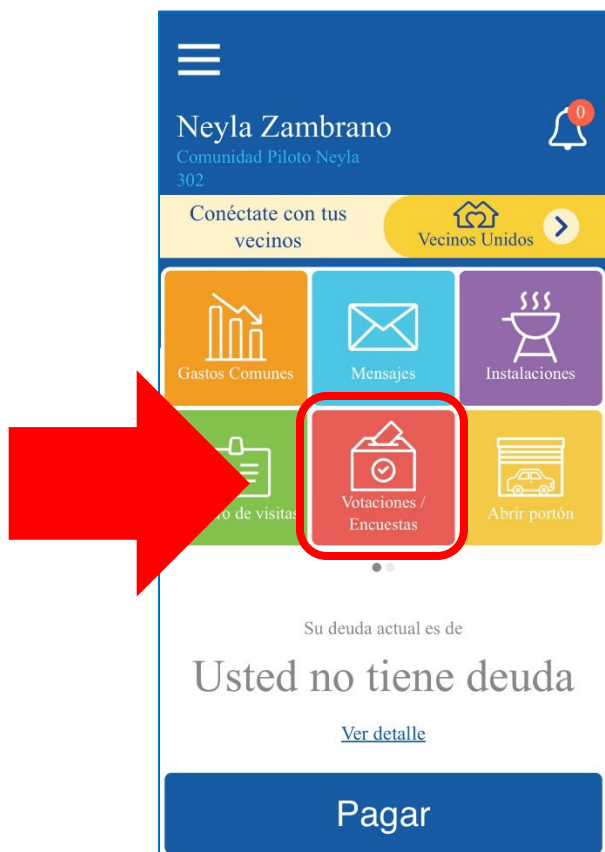 Neyla Zambrano
0
Comunidad Piloto Neyla
302
Conéctate con tus
vecinos
Vecinos Unidos
Gastos Comunes
Mensajes
Instalaciones
de visitas
Votaciones /
Encuestas
Abrir portón
Su deuda actual es de
Usted no tiene deuda
Ver detalle
Pagar